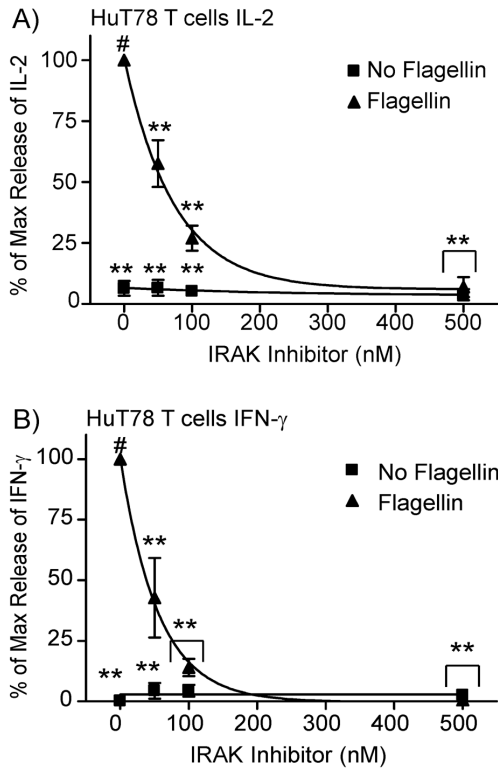 A) HuT78 T cells IL-2
#
■ No Flagellin
▲ Flagellin
% of Max Release of IL-2
100
75
50
25
0
**
**
**
** ** **
0 100 200 300 400 500
IRAK Inhibitor (nM)
B) HuT78 T cells IFN-γ
#
■ No Flagellin
▲ Flagellin
% of Max Release of IFN-γ
100
75
50
25
0
**
**
**
** **
0 100 200 300 400 500
IRAK Inhibitor (nM)